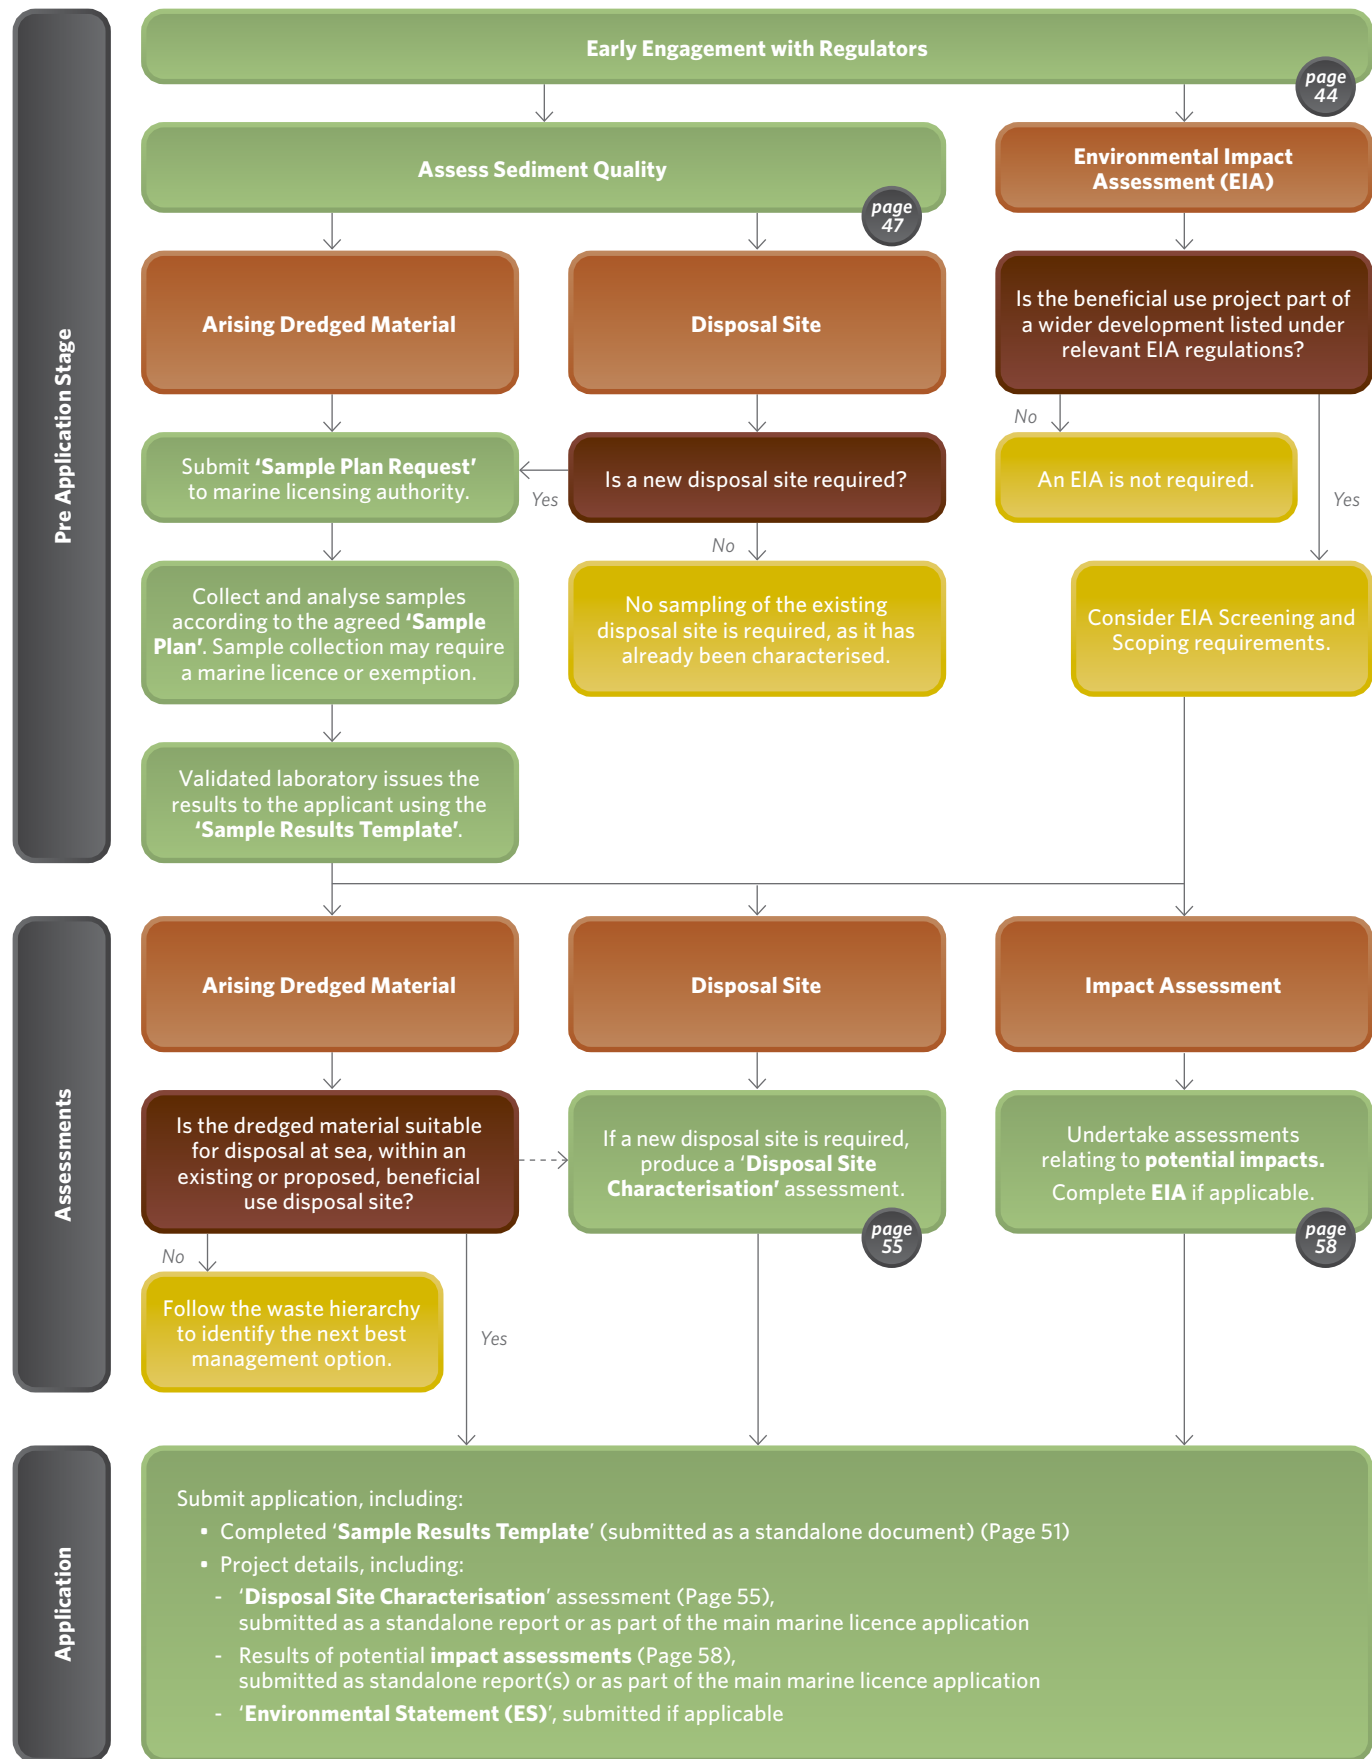 Pre Application Stage
Early Engagement with Regulators
page
44
Assess Sediment Quality
page
47
Environmental Impact
Assessment (EIA)
Arising Dredged Material
Disposal Site
Is the beneficial use project part of
a wider development listed under
relevant EIA regulations?
No
Yes
Submit ‘Sample Plan Request’
to marine licensing authority.
Yes
Is a new disposal site required?
No
An EIA is not required.
Collect and analyse samples
according to the agreed ‘Sample
Plan’. Sample collection may require
a marine licence or exemption.
No sampling of the existing
disposal site is required, as it has
already been characterised.
Consider EIA Screening and
Scoping requirements.
Validated laboratory issues the
results to the applicant using the
‘Sample Results Template’.
Assessments
Arising Dredged Material
Disposal Site
Impact Assessment
Is the dredged material suitable
for disposal at sea, within an
existing or proposed, beneficial
use disposal site?
If a new disposal site is required,
produce a ‘Disposal Site
Characterisation’ assessment.
page
55
Undertake assessments
relating to potential impacts.
Complete EIA if applicable.
page
58
No
Yes
Follow the waste hierarchy
to identify the next best
management option.
Application
Submit application, including:
• Completed ‘Sample Results Template’ (submitted as a standalone document) (Page 51)
• Project details, including:
- ‘Disposal Site Characterisation’ assessment (Page 55),
submitted as a standalone report or as part of the main marine licence application
- Results of potential impact assessments (Page 58),
submitted as standalone report(s) or as part of the main marine licence application
- ‘Environmental Statement (ES)’, submitted if applicable